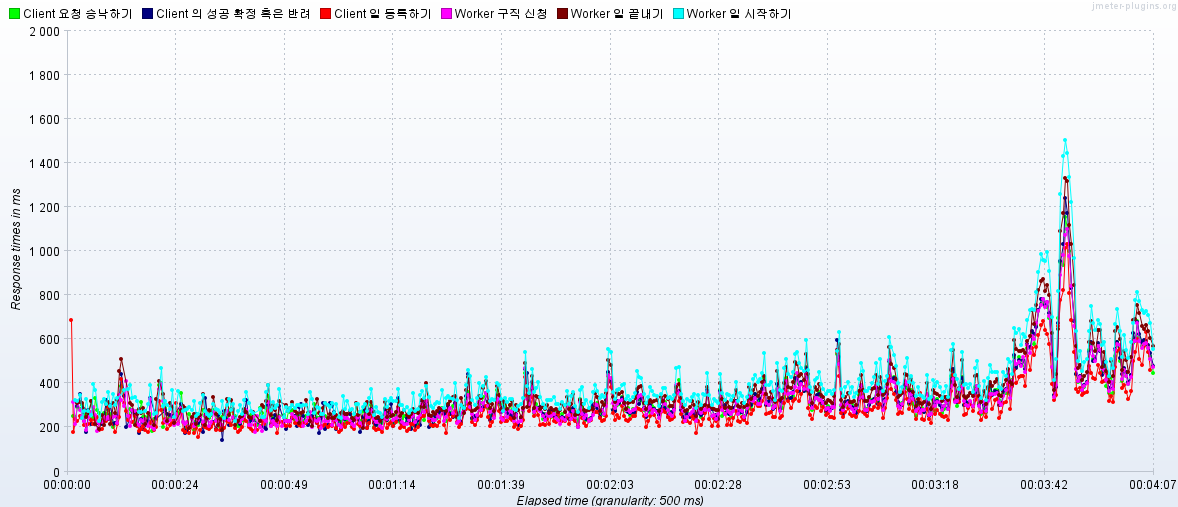 Client 요청 승낙하기 Client 의 성공 확정 혹은 반려 Client 일 등록하기 Worker 구직 신청 Worker 일 끝내기 Worker 일 시작하기
jmeter-plugins.org
2 000
1 800
1 600
1 400
1 200
1 000
800
600
400
200
0
Response times in ms
00:00:00 00:00:24 00:00:49 00:01:14 00:01:39 00:02:03 00:02:28 00:02:53 00:03:18 00:03:42 00:04:07
Elapsed time (granularity: 500 ms)